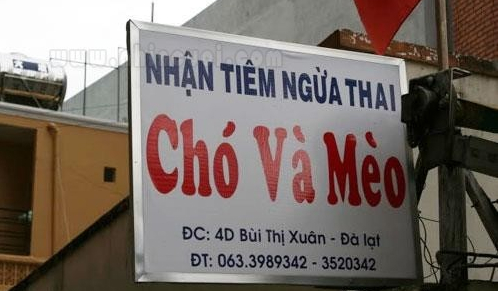 NHẬN TIÊM NGỪA THAI
Chó Và Mèo
ĐC: 4D Bùi Thị Xuân - Đà lạt
ĐT: 063.3989342 - 3520342